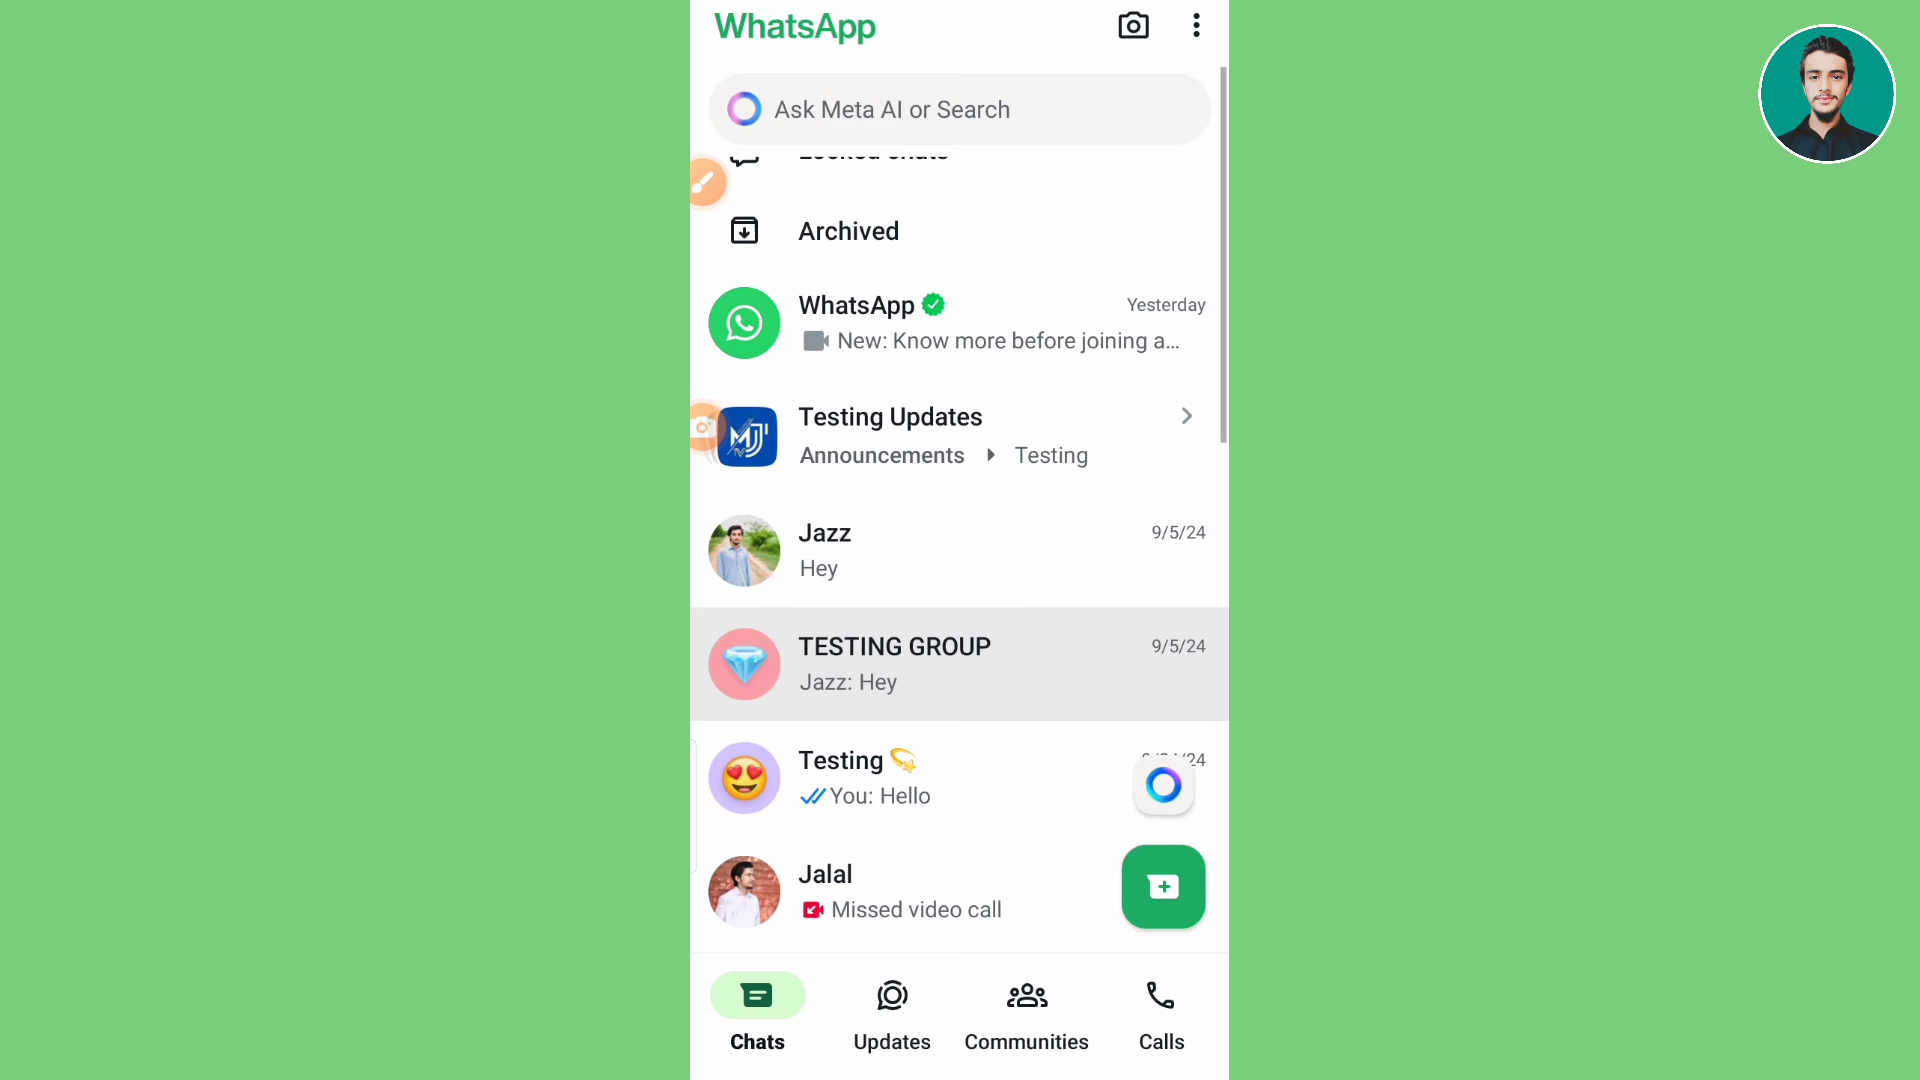 WhatsApp
Ask Meta AI or Search
Locked chats
Archived
WhatsApp
Yesterday
New: Know more before joining a...
Testing Updates
Announcements
Testing
Jazz
9/5/24
Hey
TESTING GROUP
9/5/24
Jazz: Hey
Testing 💫
You: Hello
Jalal
Missed video call
Chats
Updates
Communities
Calls